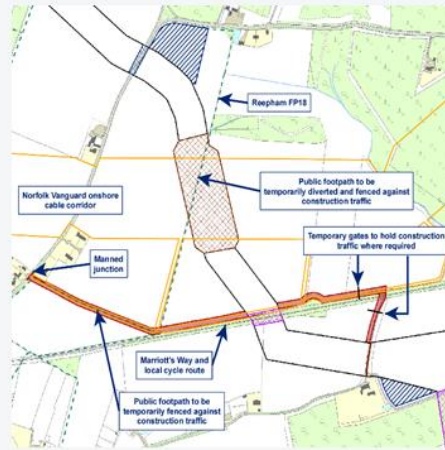 Reepham FP18
Public footpath to be
temporarily diverted and fenced against
construction traffic
Norfolk Vanguard onshore
cable corridor
Temporary gates to hold construction
traffic where required
Manned
junction
Marriott's Way and
local cycle route
Public footpath to be
temporarily fenced against
construction traffic